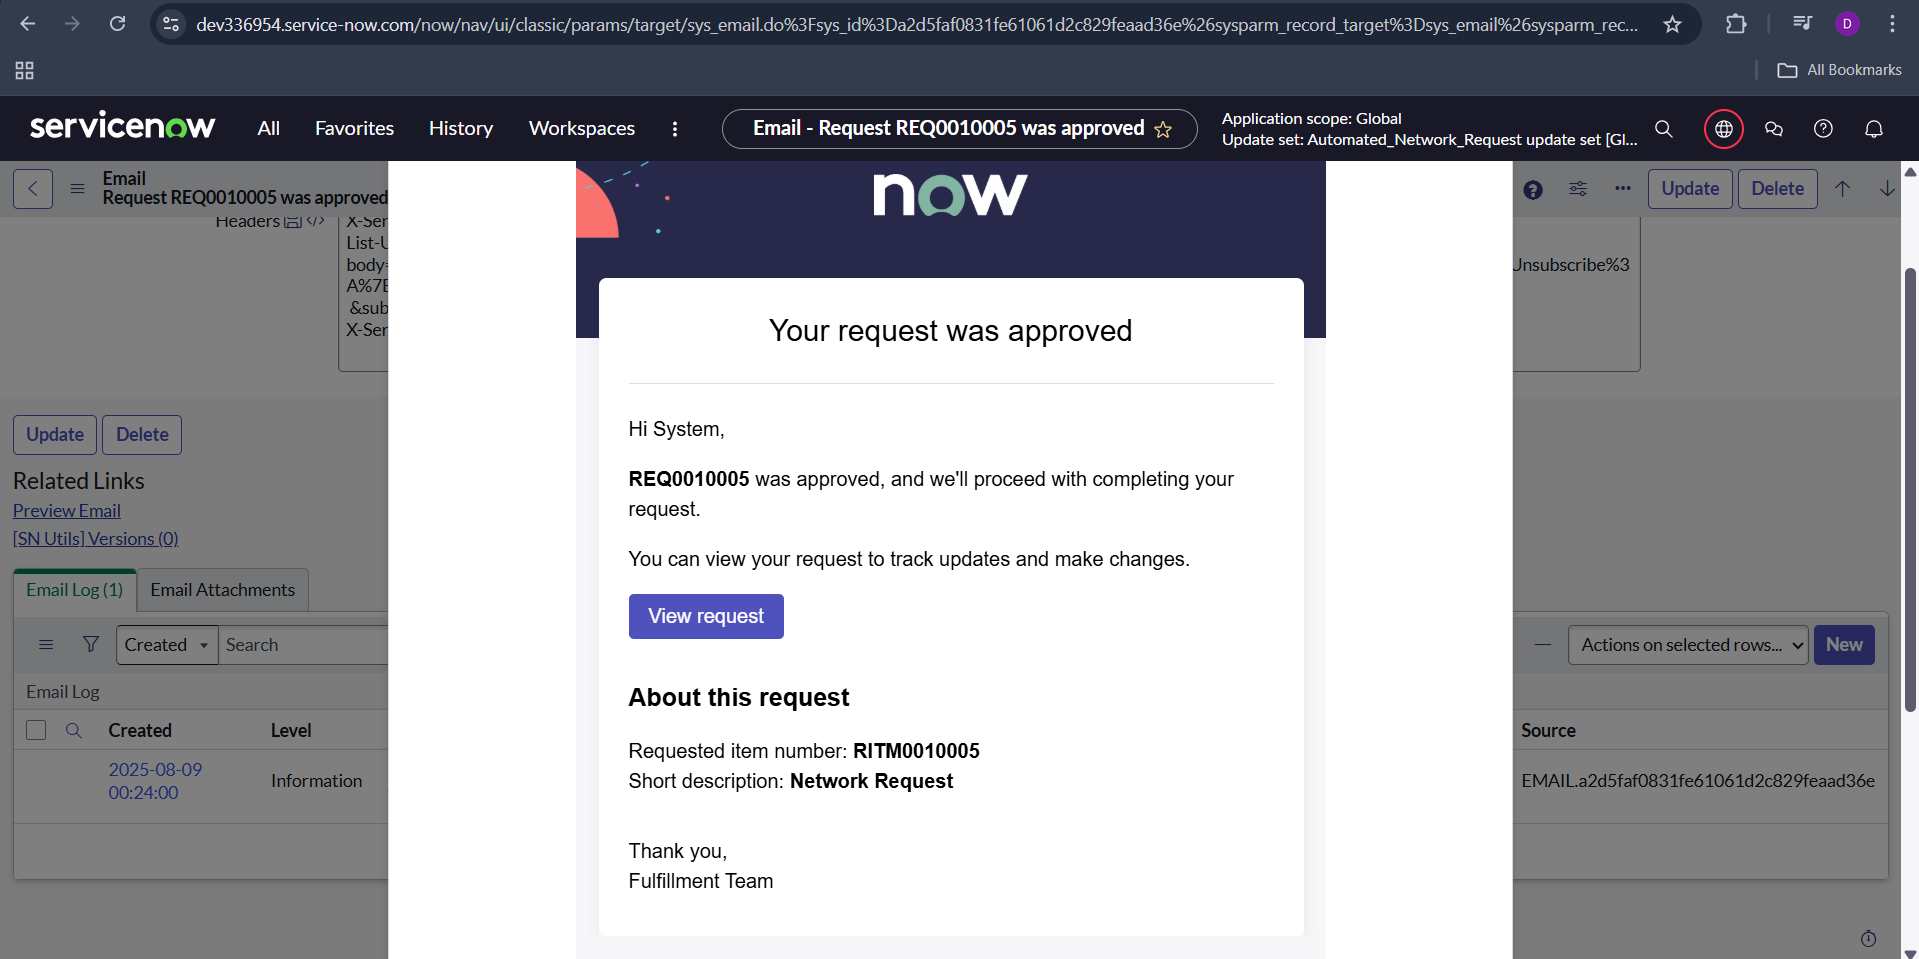 dev336954.service-now.com/now/nav/ui/classic/params/target/sys_email.do%3Fsys_id%3Da2d5faf0831fe61061d2c829feaad36e%26sysparm_record_target%3Dsys_email%26sysparm_rec...
D
All Bookmarks
servicenow
All
Favorites
History
Workspaces
Email - Request REQ0010005 was approved
Application scope: Global
Update set: Automated_Network_Request update set [Gl...
Email
Request REQ0010005 was approved
Update
Delete
Headers
X-Ser
List-U
body=
A%7E
&sub
X-Ser
Unsubscribe%3
now
Your request was approved
Hi System,
REQ0010005 was approved, and we'll proceed with completing your
request.
You can view your request to track updates and make changes.
View request
About this request
Requested item number: RITM0010005
Short description: Network Request
Thank you,
Fulfillment Team
Update
Delete
Related Links
Preview Email
[SN Utils] Versions (0)
Email Log (1)
Email Attachments
Created
Search
Actions on selected rows...
New
Email Log
Created
Level
Source
2025-08-09
00:24:00
Information
EMAIL.a2d5faf0831fe61061d2c829feaad36e